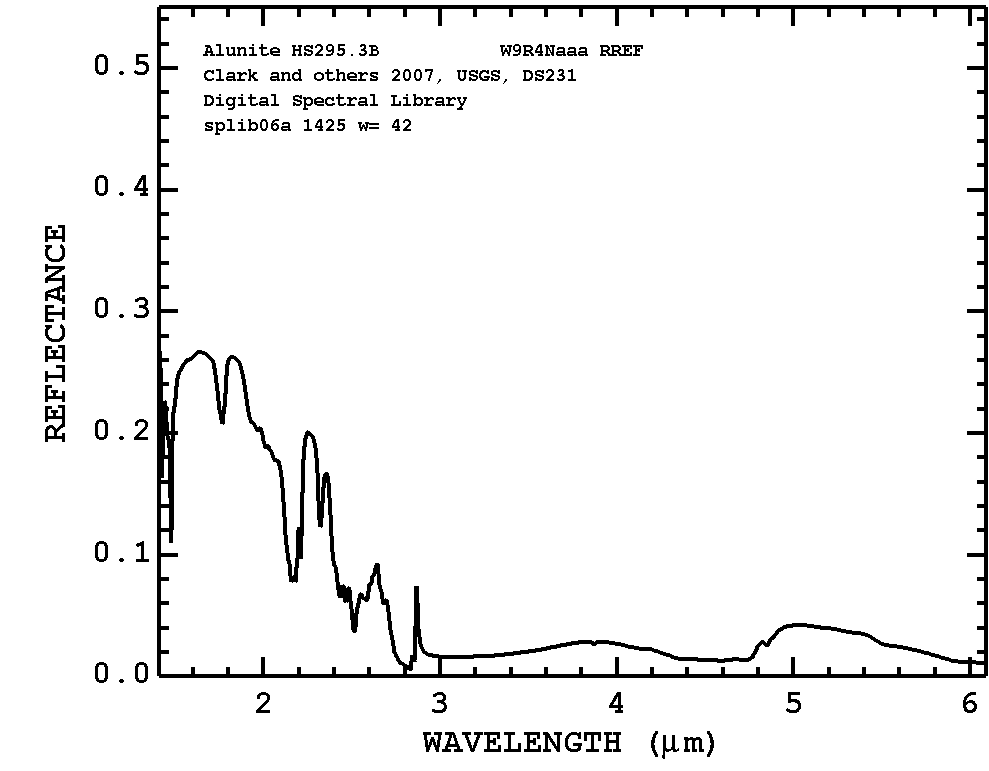 Alunite HS295.3B W9R4Naaa RREF
Clark and others 2007, USGS, DS231
Digital Spectral Library
splib06a 1425 w= 42
0.5
0.4
0.3
0.2
0.1
0.0
REFLECTANCE
2 3 4 5 6
WAVELENGTH (μm)